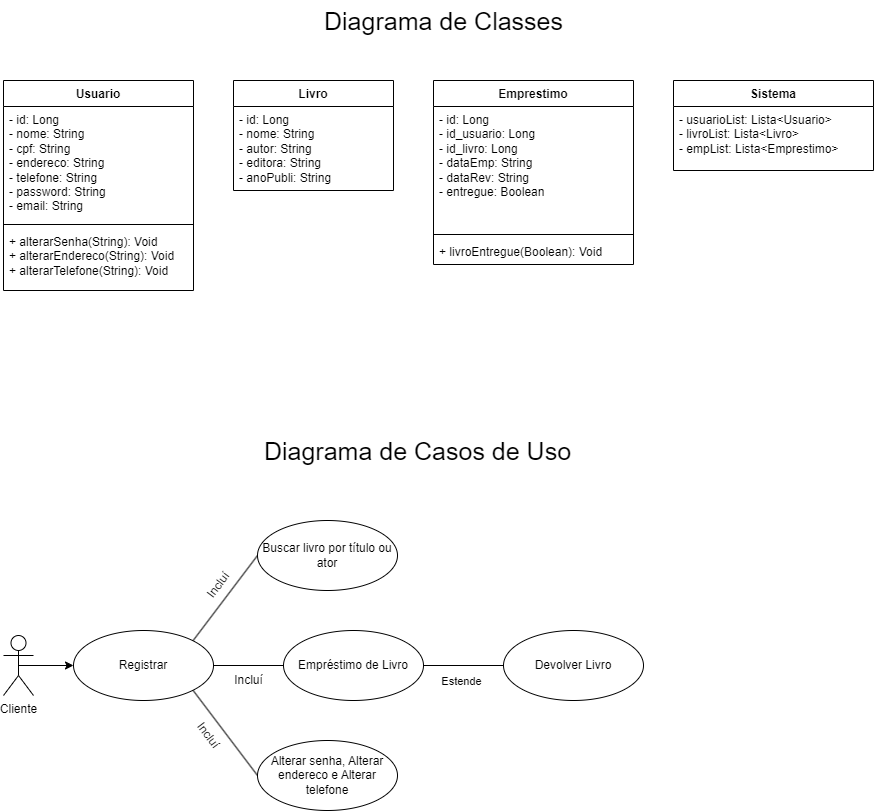 Diagrama de Classes
Usuario
- id: Long
- nome: String
- cpf: String
- endereco: String
- telefone: String
- password: String
- email: String
+ alterarSenha(String): Void
+ alterarEndereco(String): Void
+ alterarTelefone(String): Void
Livro
- id: Long
- nome: String
- autor: String
- editora: String
- anoPubli: String
Emprestimo
- id: Long
- id_usuario: Long
- id_livro: Long
- dataEmp: String
- dataRev: String
- entregue: Boolean
+ livroEntregue(Boolean): Void
Sistema
- usuarioList: Lista<Usuario>
- livroList: Lista<Livro>
- empList: Lista<Emprestimo>
Diagrama de Casos de Uso
Buscar livro por título ou
ator
Incluí
Cliente
Registrar
Incluí
Empréstimo de Livro
Estende
Devolver Livro
Incluí
Alterar senha, Alterar
endereco e Alterar
telefone